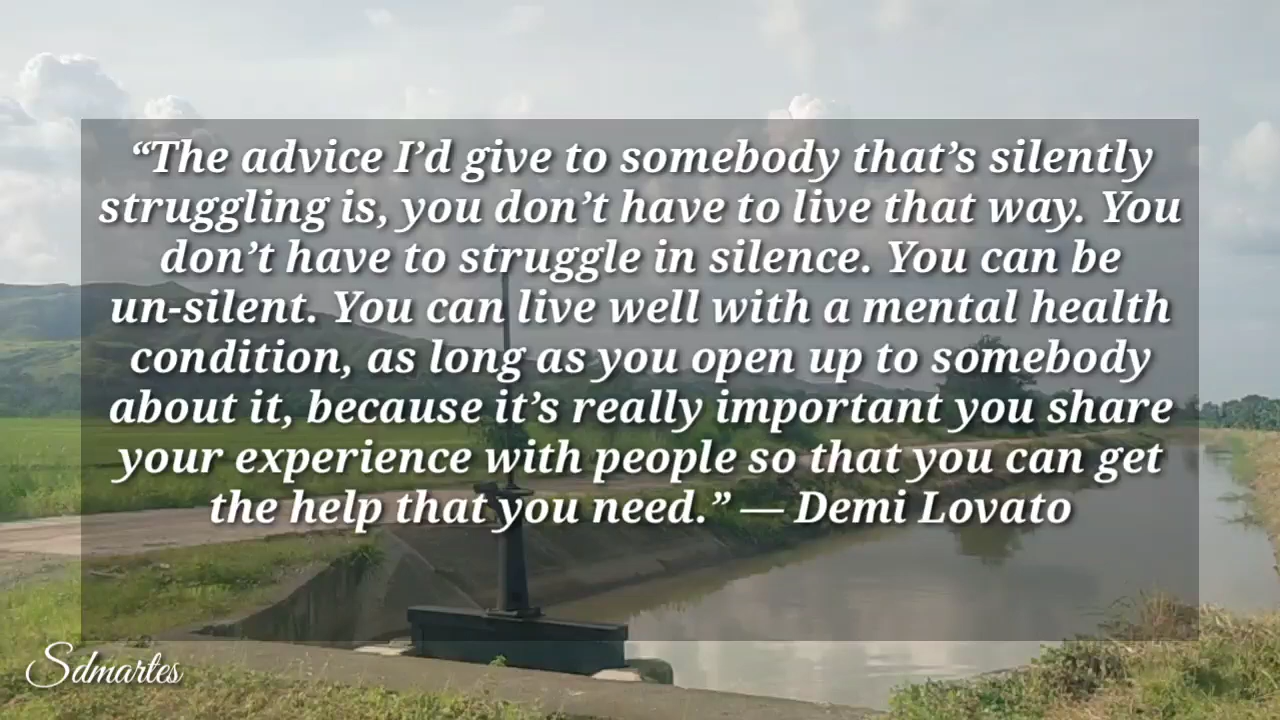 “The advice I’d give to somebody that’s silently
struggling is, you don’t have to live that way. You
don’t have to struggle in silence. You can be
un-silent. You can live well with a mental health
condition, as long as you open up to somebody
about it, because it’s really important you share
your experience with people so that you can get
the help that you need.” — Demi Lovato
Sdmartes